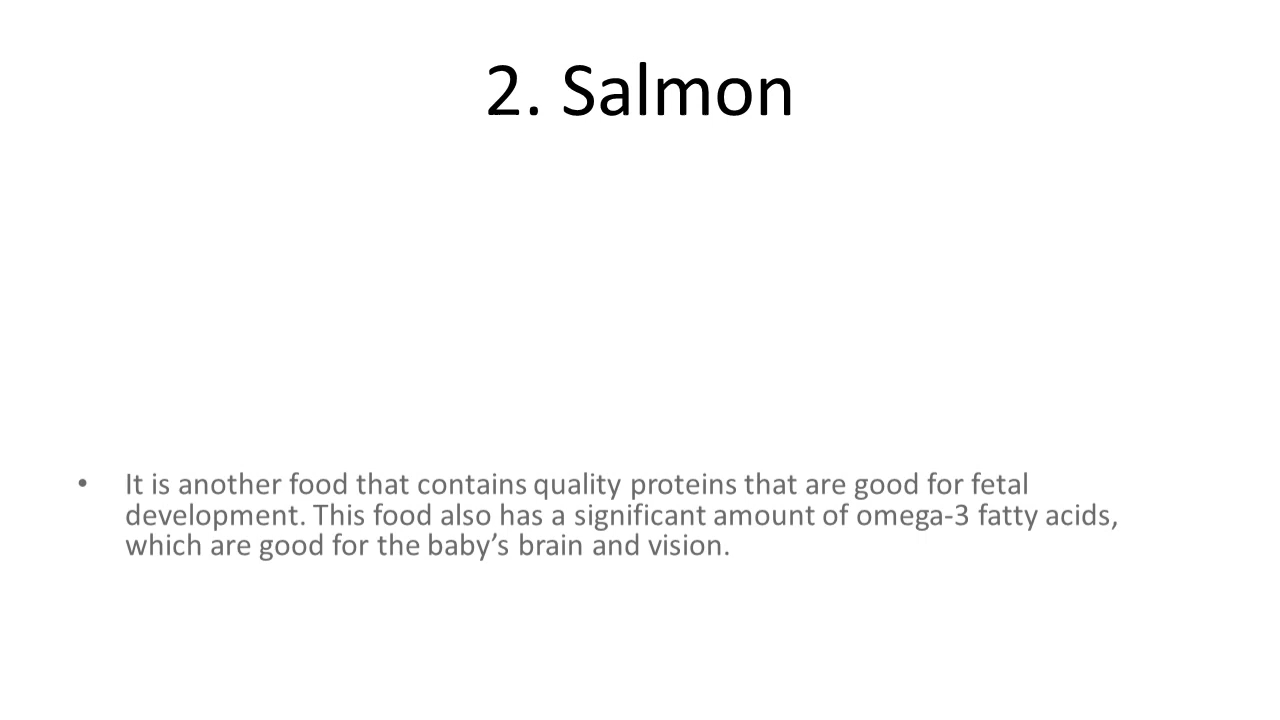 2. Salmon
• It is another food that contains quality proteins that are good for fetal
development. This food also has a significant amount of omega-3 fatty acids,
which are good for the baby’s brain and vision.